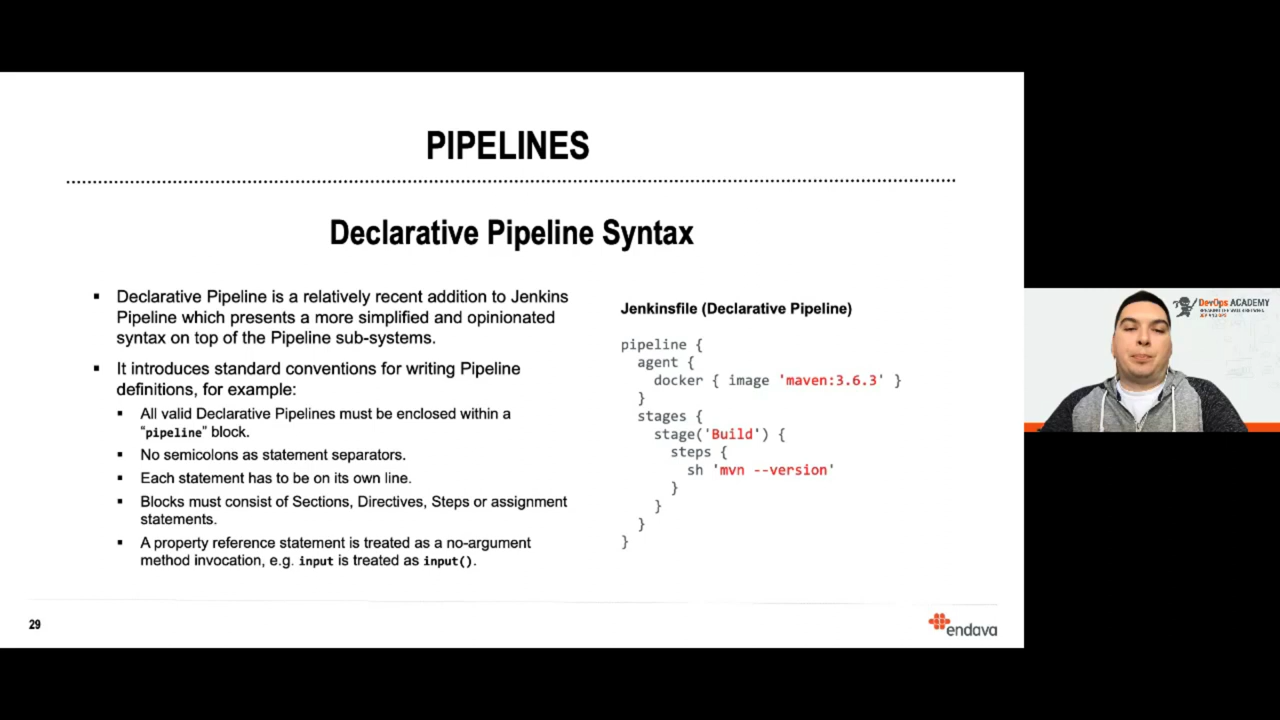 PIPELINES
Declarative Pipeline Syntax
▪ Declarative Pipeline is a relatively recent addition to Jenkins
Pipeline which presents a more simplified and opinionated
syntax on top of the Pipeline sub-systems.
▪ It introduces standard conventions for writing Pipeline
definitions, for example:
▪ All valid Declarative Pipelines must be enclosed within a
“pipeline” block.
▪ No semicolons as statement separators.
▪ Each statement has to be on its own line.
▪ Blocks must consist of Sections, Directives, Steps or assignment
statements.
▪ A property reference statement is treated as a no-argument
method invocation, e.g. input is treated as input().
Jenkinsfile (Declarative Pipeline)
pipeline {
agent {
docker { image 'maven:3.6.3' }
}
stages {
stage('Build') {
steps {
sh 'mvn --version'
}
}
}
}
29
endava
DevOps ACADEMY